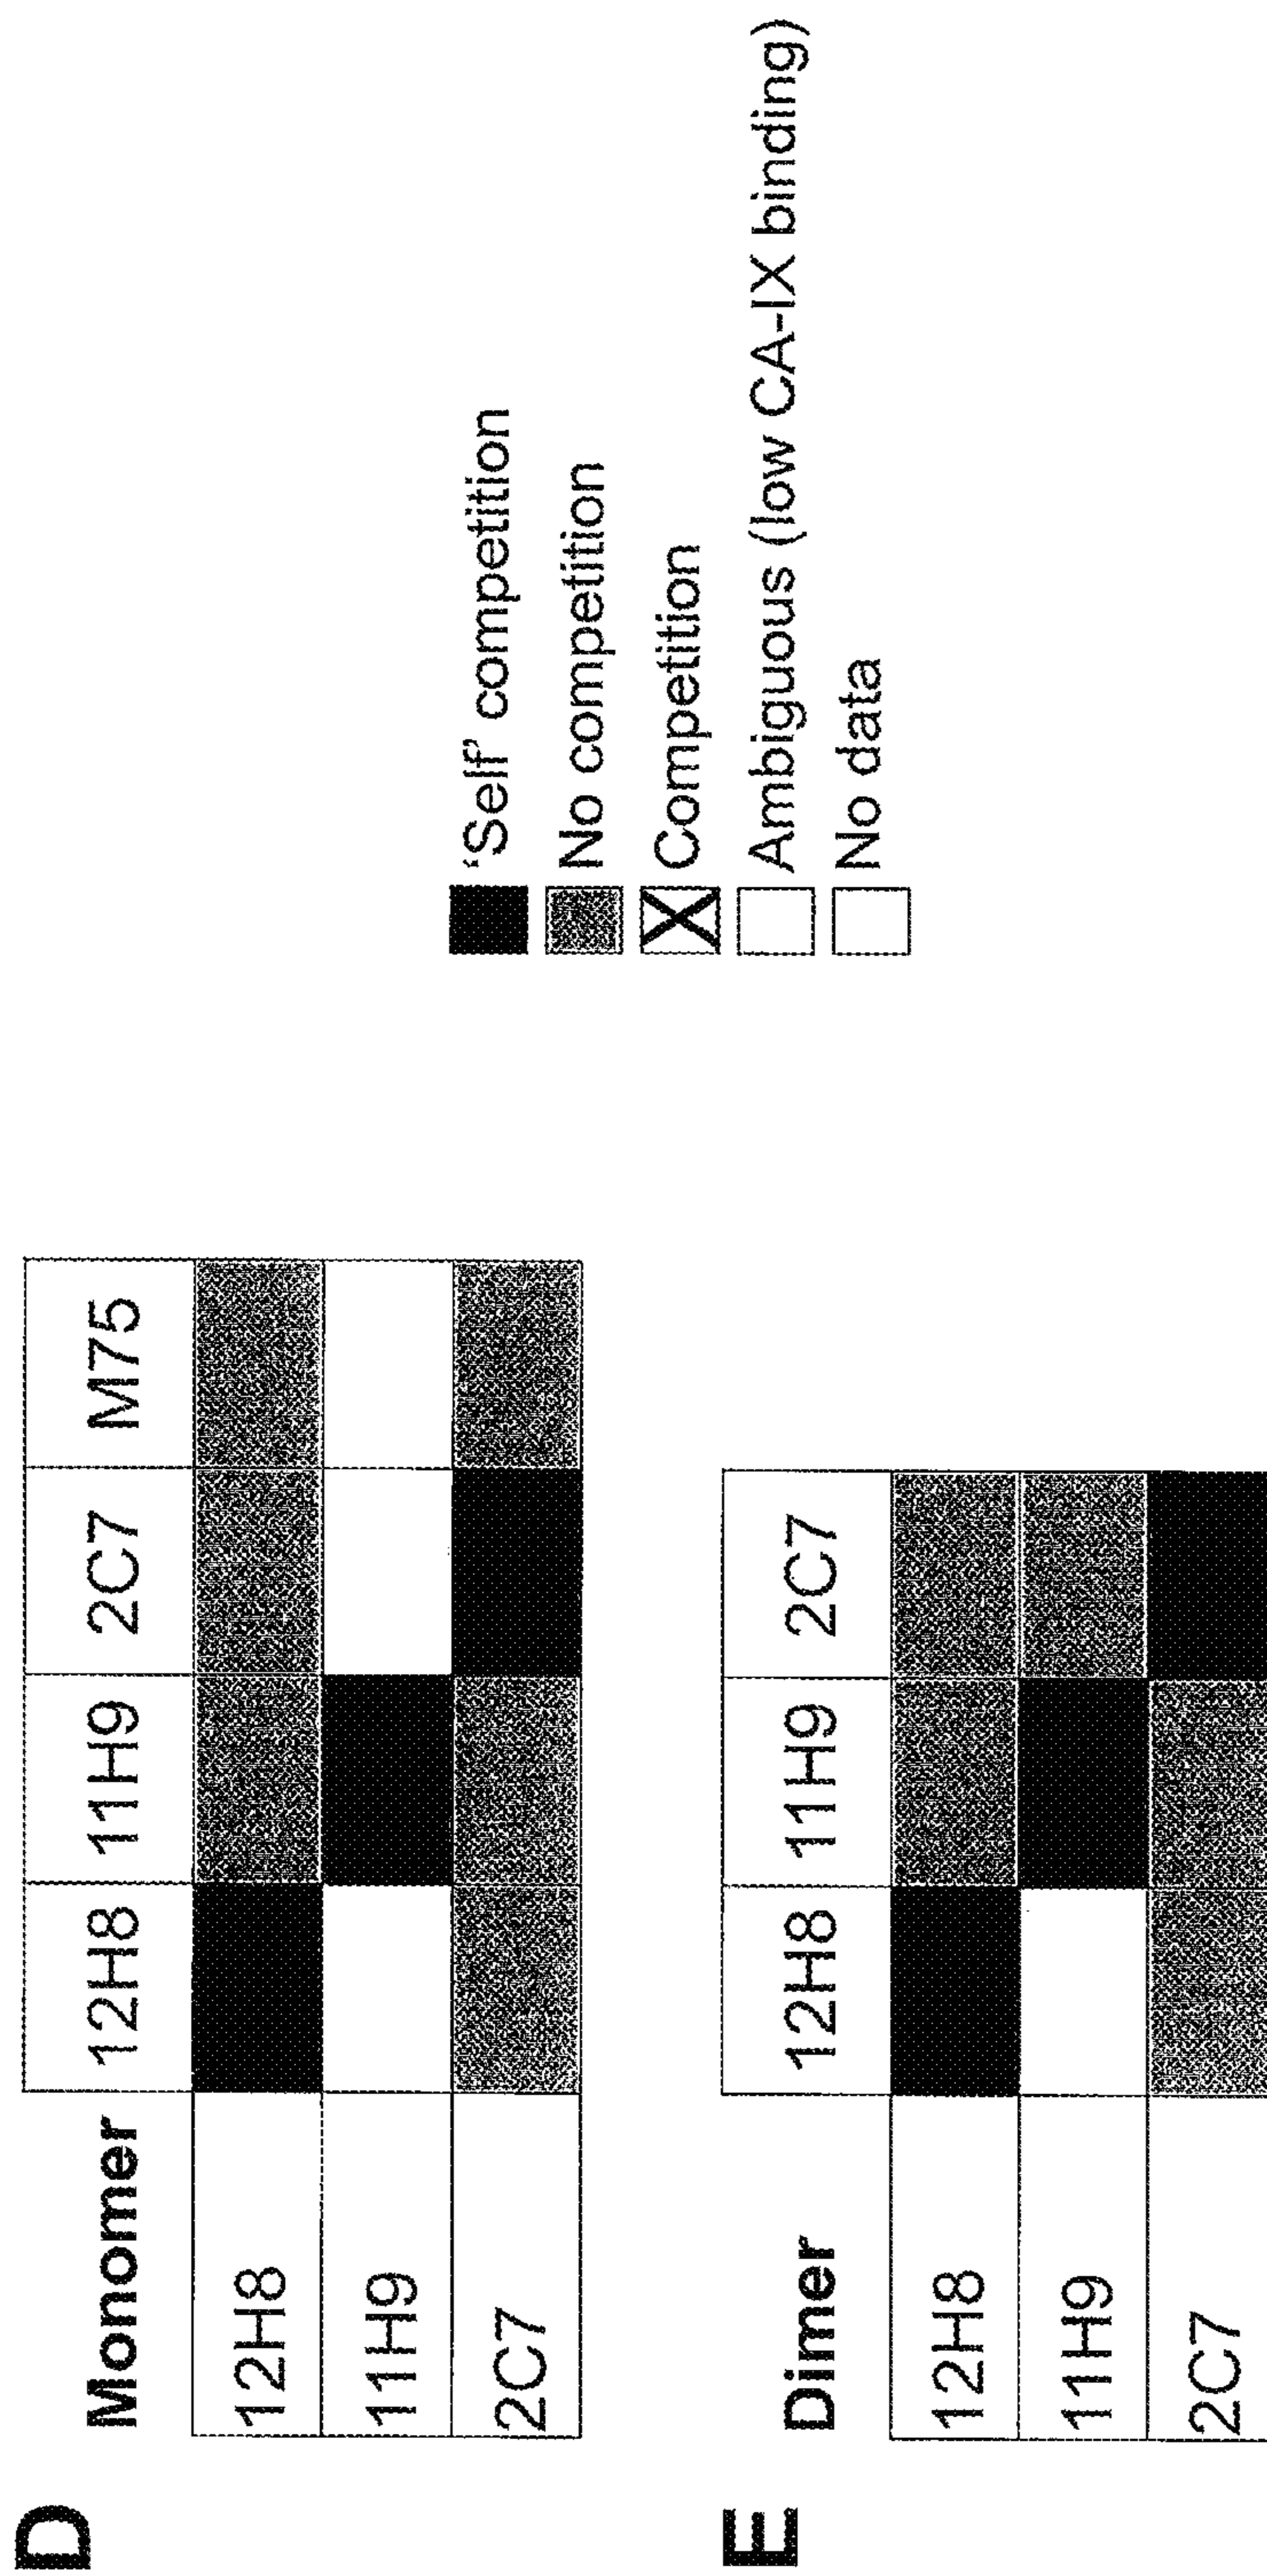 D
Monomer 12H8 11H9 2C7 M75
12H8
11H9
2C7
E
Dimer 12H8 11H9 2C7
12H8
11H9
2C7
‘Self’ competition
No competition
X Competition
Ambiguous (low CA-IX binding)
No data